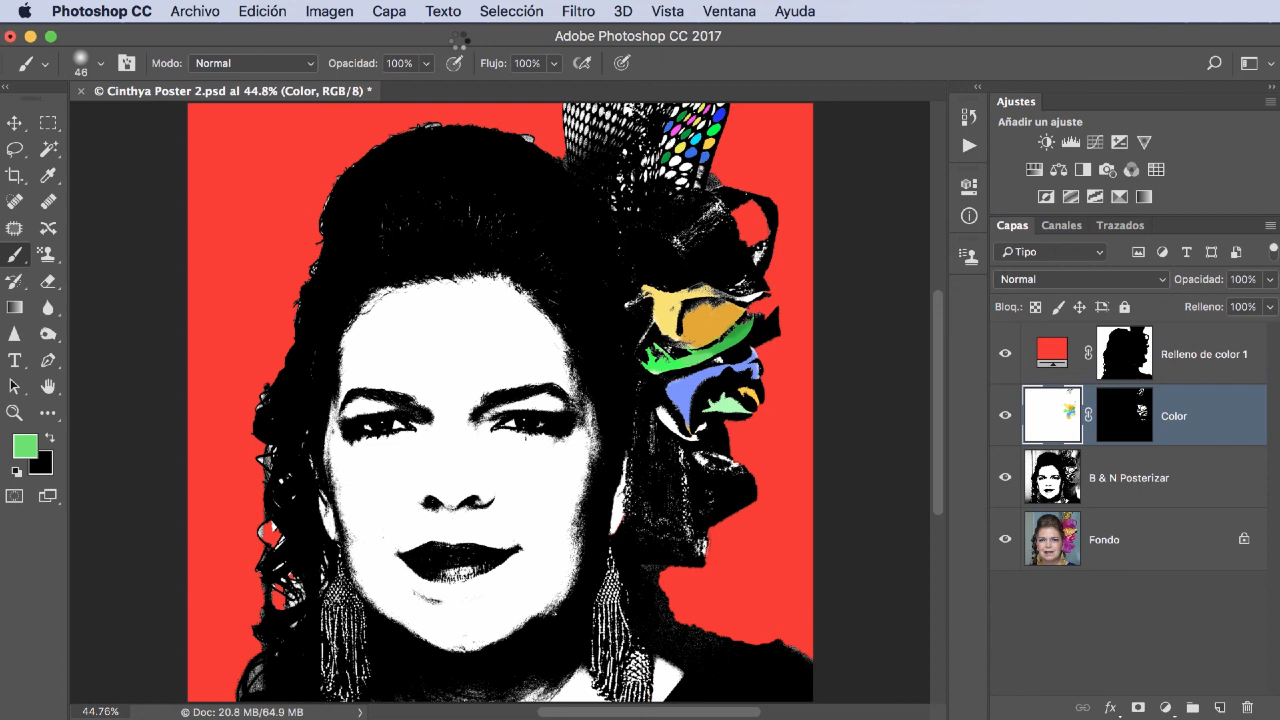 Photoshop CC Archivo Edición Imagen Capa Texto Selección Filtro 3D Vista Ventana Ayuda
Adobe Photoshop CC 2017
46 Modo: Normal Opacidad: 100% Flujo: 100%
© Cinthya Poster 2.psd al 44.8% (Color, RGB/8) *
Ajustes
Añadir un ajuste
Capas Canales Trazados
Tipo
Normal Opacidad: 100%
Bloq.: Relleno: 100%
Relleno de color 1
Color
B & N Posterizar
Fondo
44.76% © Doc: 20.8 MB/64.9 MB